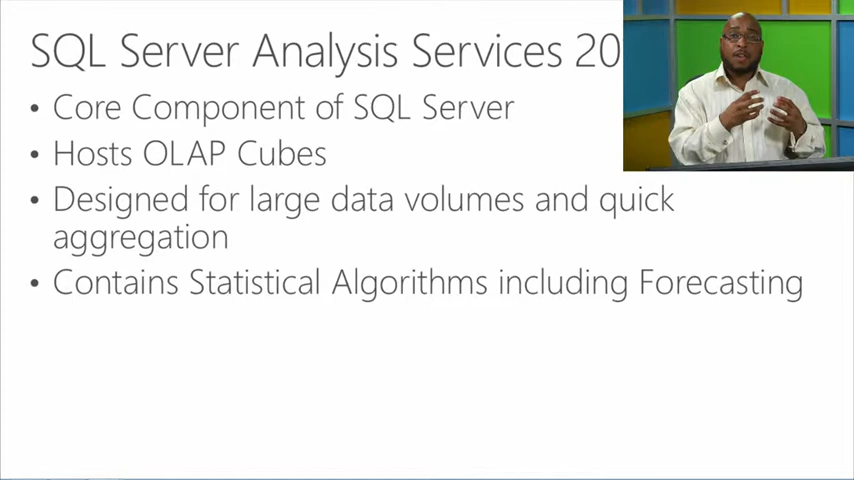 SQL Server Analysis Services 20
• Core Component of SQL Server
• Hosts OLAP Cubes
• Designed for large data volumes and quick
aggregation
• Contains Statistical Algorithms including Forecasting